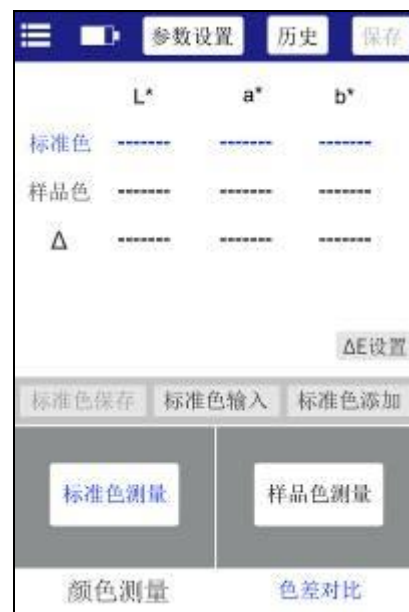 参数设置 历史 保存
L* a* b*
标准色 ------- ------- -------
样品色 ------- ------- -------
Δ ------- ------- -------
ΔE设置
标准色保存 标准色输入 标准色添加
标准色测量 样品色测量
颜色测量 色差对比